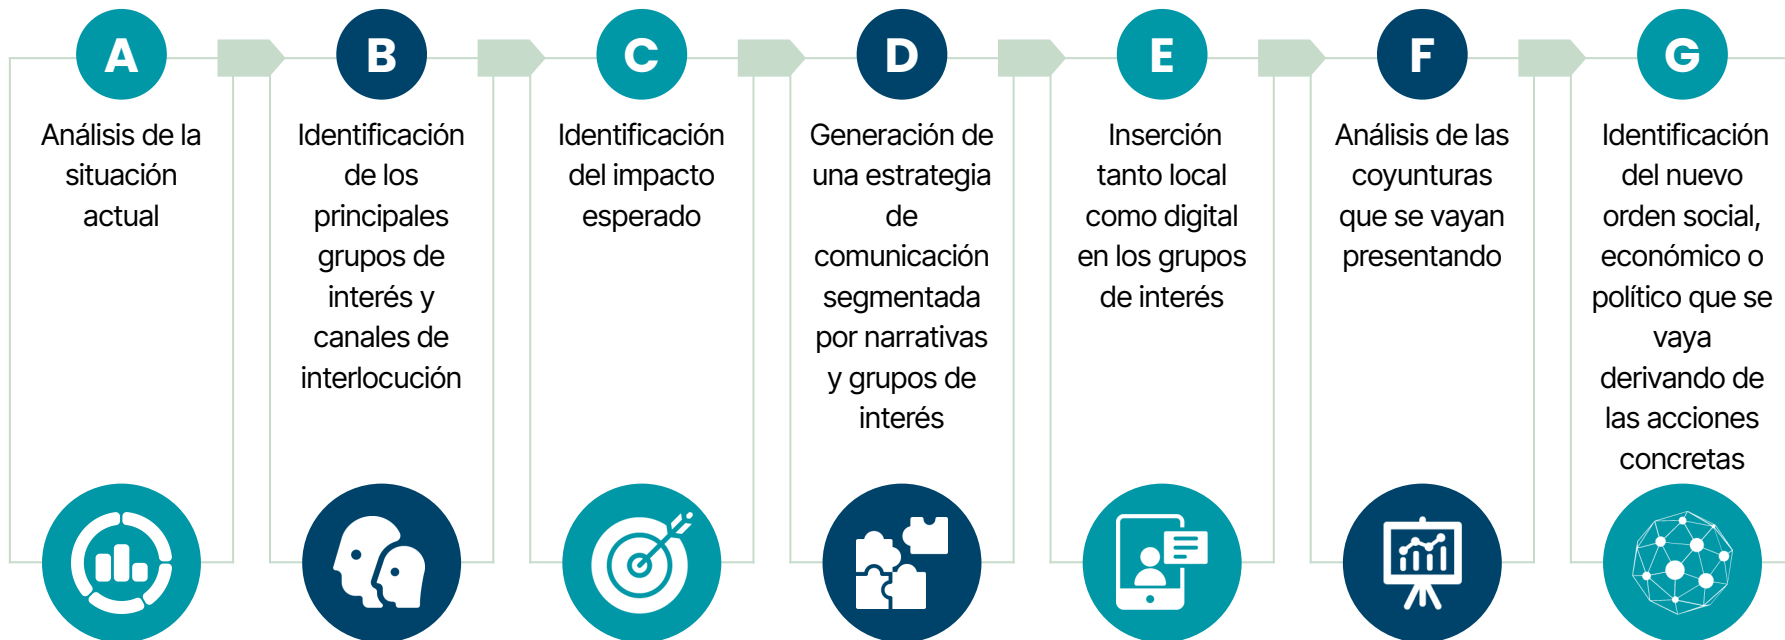 A
Análisis de la
situación
actual
B
Identificación
de los
principales
grupos de
interés y
canales de
interlocución
C
Identificación
del impacto
esperado
D
Generación de
una estrategia
de
comunicación
segmentada
por narrativas
y grupos de
interés
E
Inserción
tanto local
como digital
en los grupos
de interés
F
Análisis de las
coyunturas
que se vayan
presentando
G
Identificación
del nuevo
orden social,
económico o
político que se
vaya
derivando de
las acciones
concretas